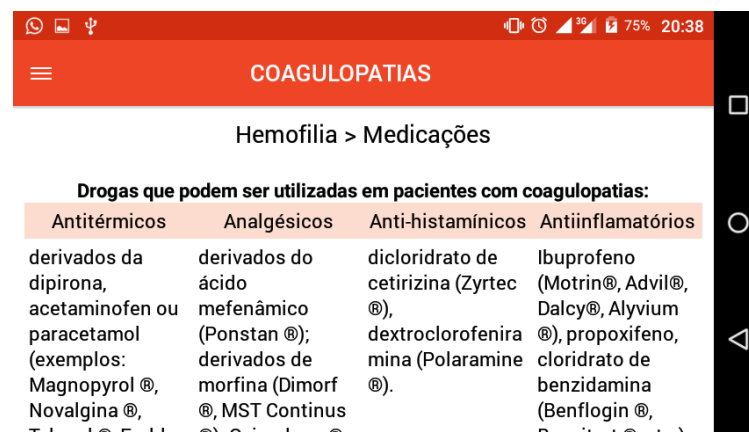 3G 75% 20:38
COAGULOPATIAS
Hemofilia > Medicações
Drogas que podem ser utilizadas em pacientes com coagulopatias:
Antitérmicos Analgésicos Anti-histamínicos Antiinflamatórios
derivados da
dipirona,
acetaminofen ou
paracetamol
(exemplos:
Magnopyrol ®,
Novalgina ®,
derivados do
ácido
mefenâmico
(Ponstan ®);
derivados de
morfina (Dimorf
®, MST Continus
dicloridrato de
cetirizina (Zyrtec
®),
dextroclorofenira
mina (Polaramine
®).
Ibuprofeno
(Motrin®, Advil®,
Dalcy®, Alyvium
®), propoxifeno,
cloridrato de
benzidamina
(Benflogin ®,